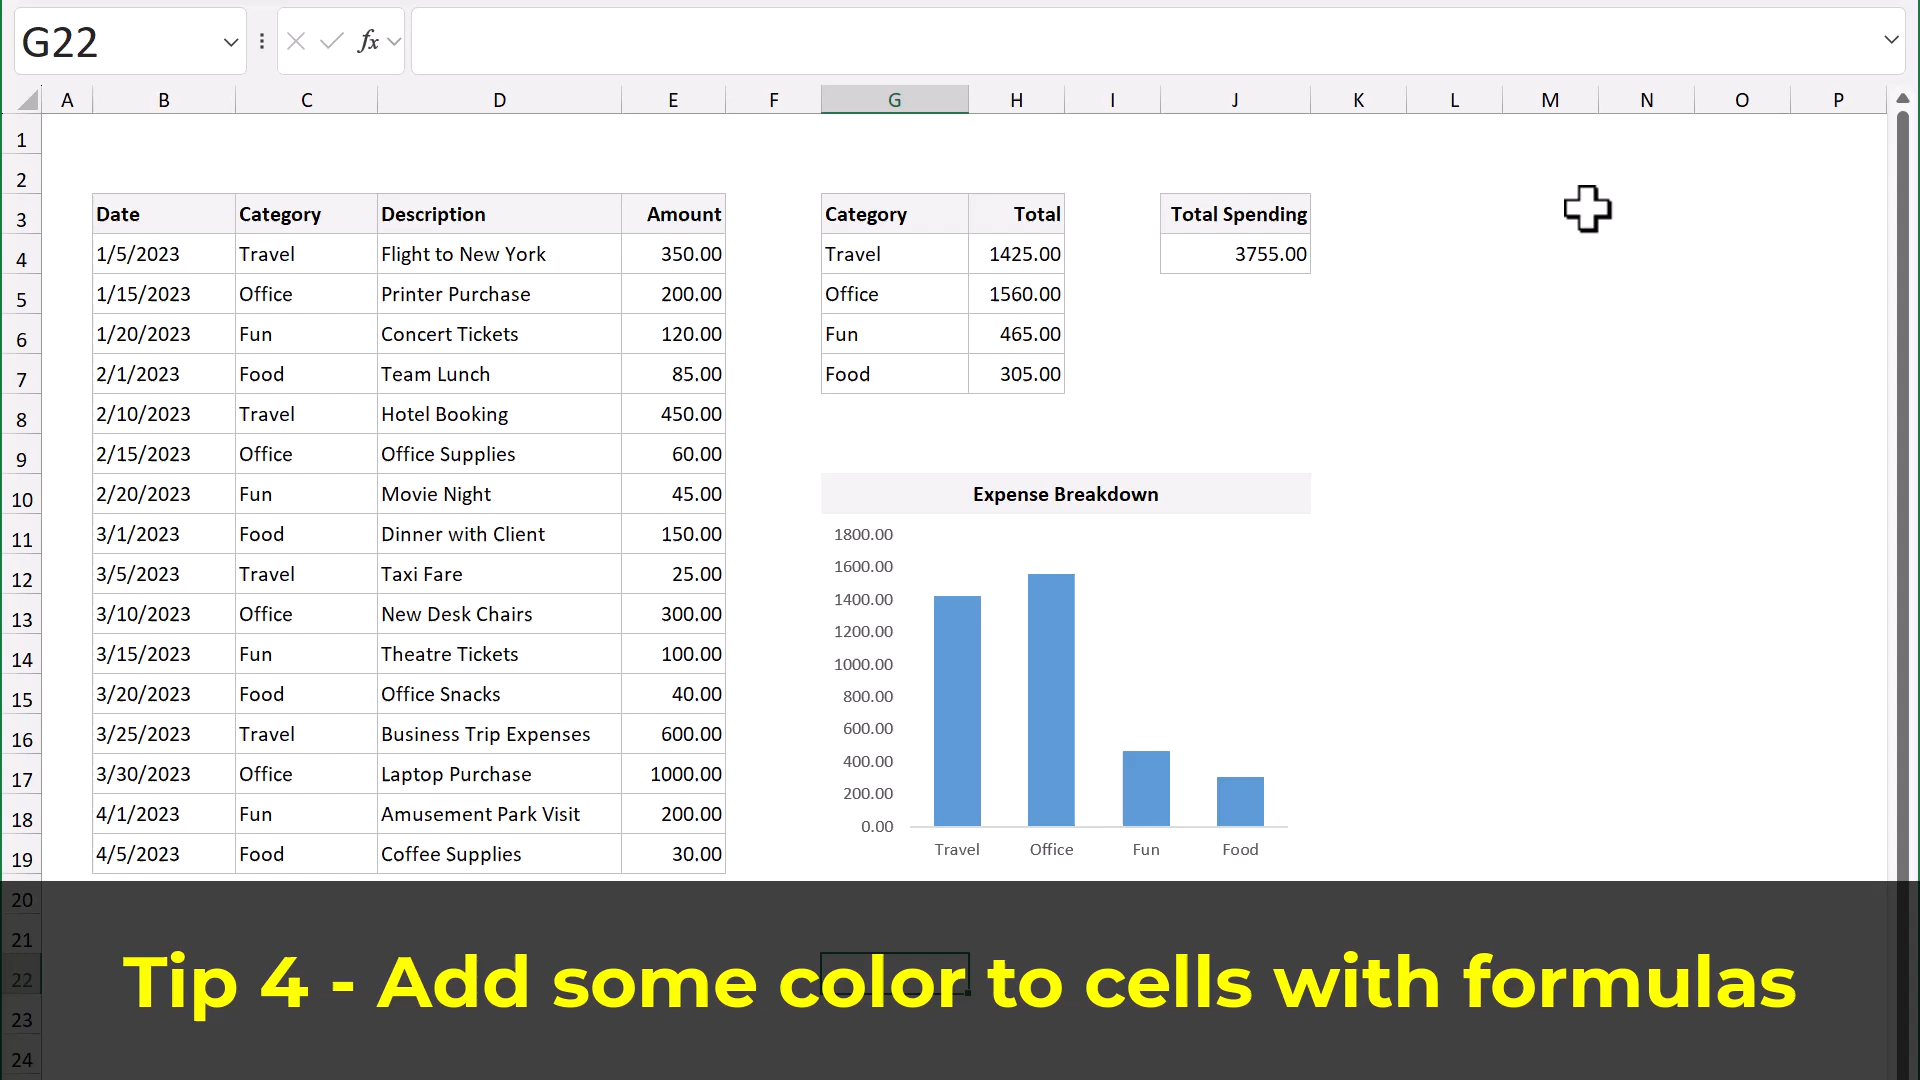 G22
fx
A B C D E F G H I J K L M N O P
1
2
3 Date Category Description Amount Category Total Total Spending
4 1/5/2023 Travel Flight to New York 350.00 Travel 1425.00 3755.00
5 1/15/2023 Office Printer Purchase 200.00 Office 1560.00
6 1/20/2023 Fun Concert Tickets 120.00 Fun 465.00
7 2/1/2023 Food Team Lunch 85.00 Food 305.00
8 2/10/2023 Travel Hotel Booking 450.00
9 2/15/2023 Office Office Supplies 60.00
10 2/20/2023 Fun Movie Night 45.00 Expense Breakdown
11 3/1/2023 Food Dinner with Client 150.00
12 3/5/2023 Travel Taxi Fare 25.00
13 3/10/2023 Office New Desk Chairs 300.00
14 3/15/2023 Fun Theatre Tickets 100.00
15 3/20/2023 Food Office Snacks 40.00
16 3/25/2023 Travel Business Trip Expenses 600.00
17 3/30/2023 Office Laptop Purchase 1000.00
18 4/1/2023 Fun Amusement Park Visit 200.00
19 4/5/2023 Food Coffee Supplies 30.00
1800.00
1600.00
1400.00
1200.00
1000.00
800.00
600.00
400.00
200.00
0.00
Travel Office Fun Food
20
21
22
23
24
Tip 4 - Add some color to cells with formulas